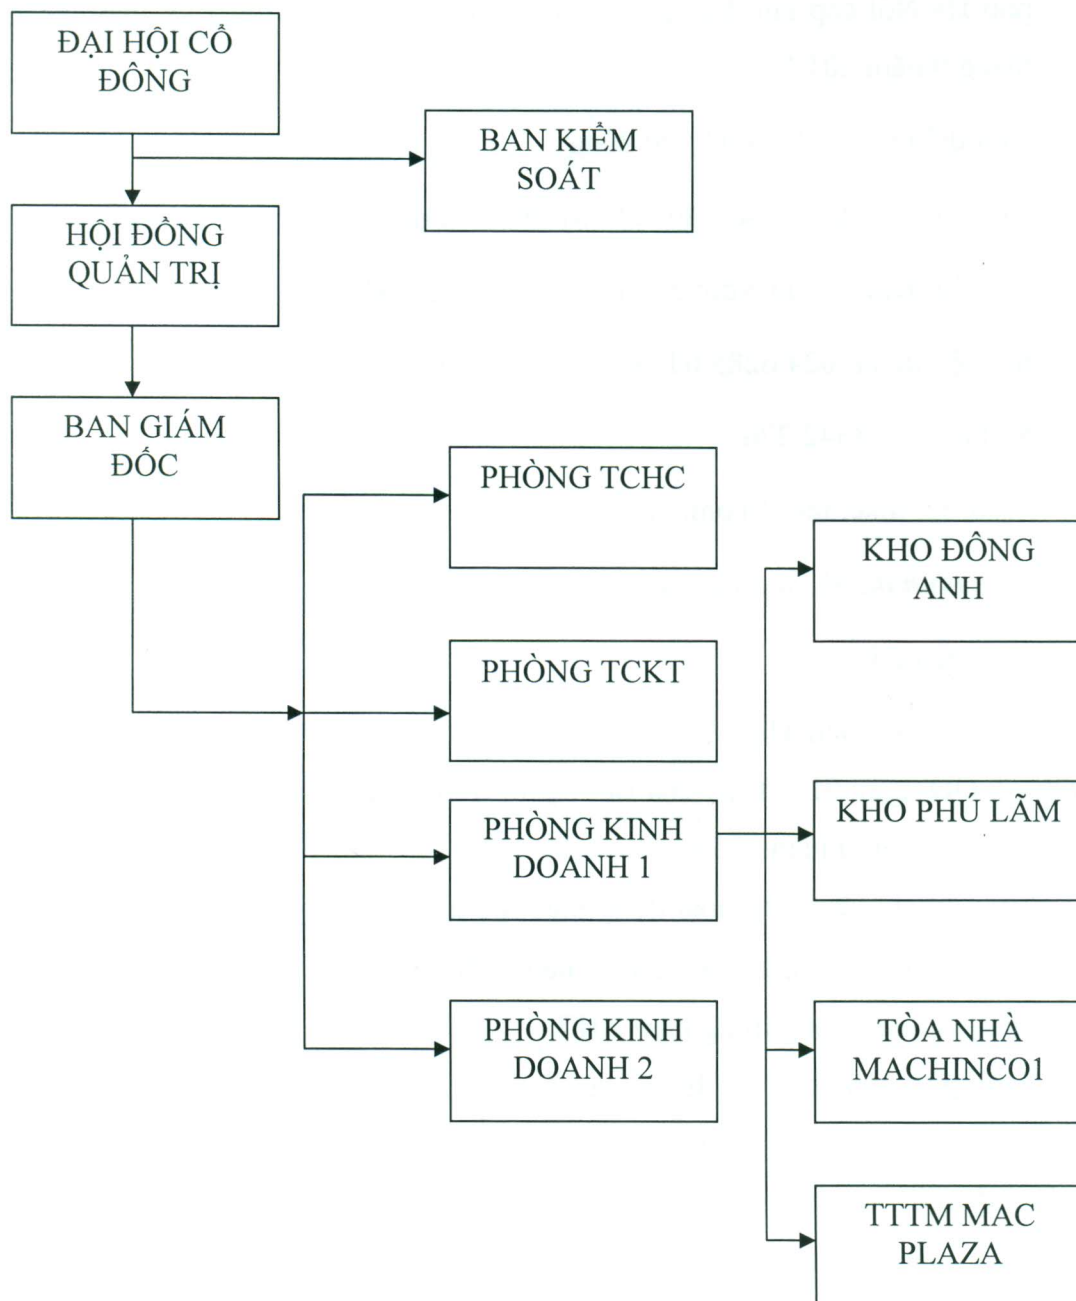 ĐẠI HỘI CỔ
ĐÔNG
BAN KIỂM
SOÁT
HỘI ĐỒNG
QUẢN TRỊ
BAN GIÁM
ĐỐC
PHÒNG TCHC
KHO ĐÔNG
ANH
PHÒNG TCKT
PHÒNG KINH
DOANH 1
KHO PHÚ LÃM
PHÒNG KINH
DOANH 2
TÒA NHÀ
MACHINCO1
TTTM MAC
PLAZA